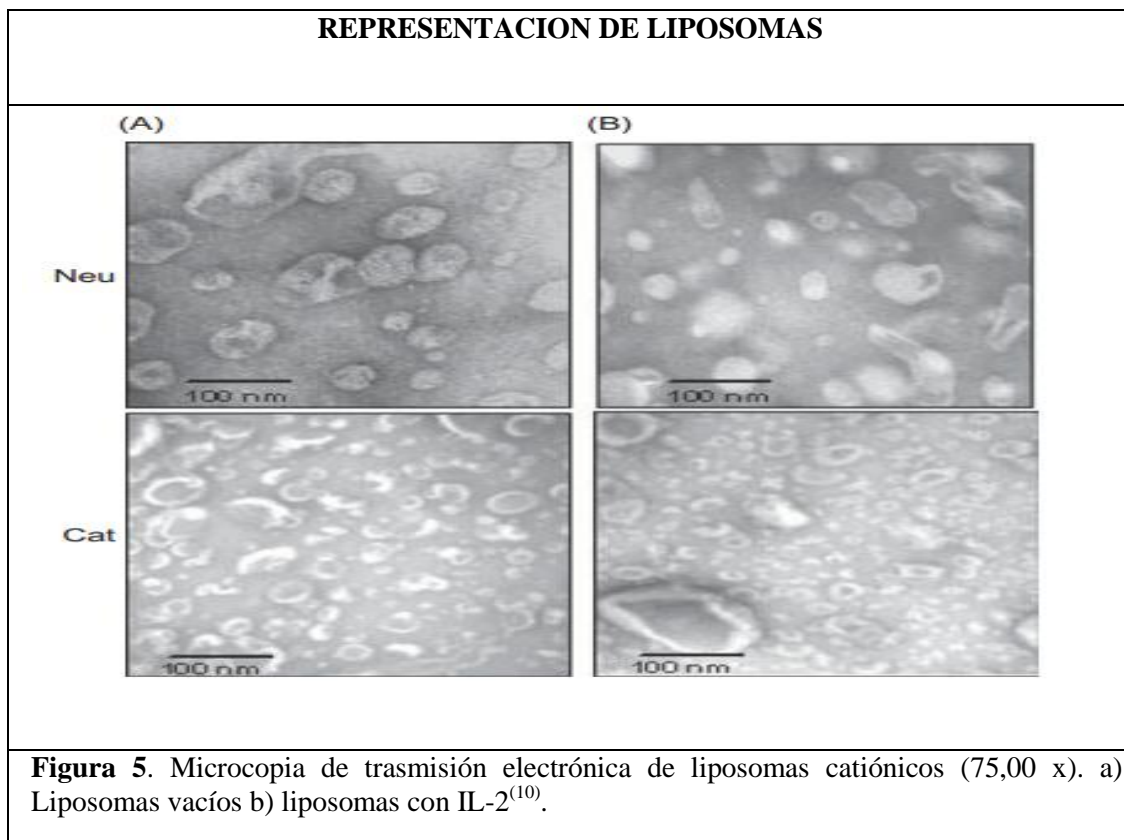 REPRESENTACION DE LIPOSOMAS
(A)
(B)
Neu
100 nm
100 nm
Cat
100 nm
100 nm
Figura 5. Microcopia de trasmisión electrónica de liposomas catiónicos (75,00 x). a)
Liposomas vacíos b) liposomas con IL-2(10).